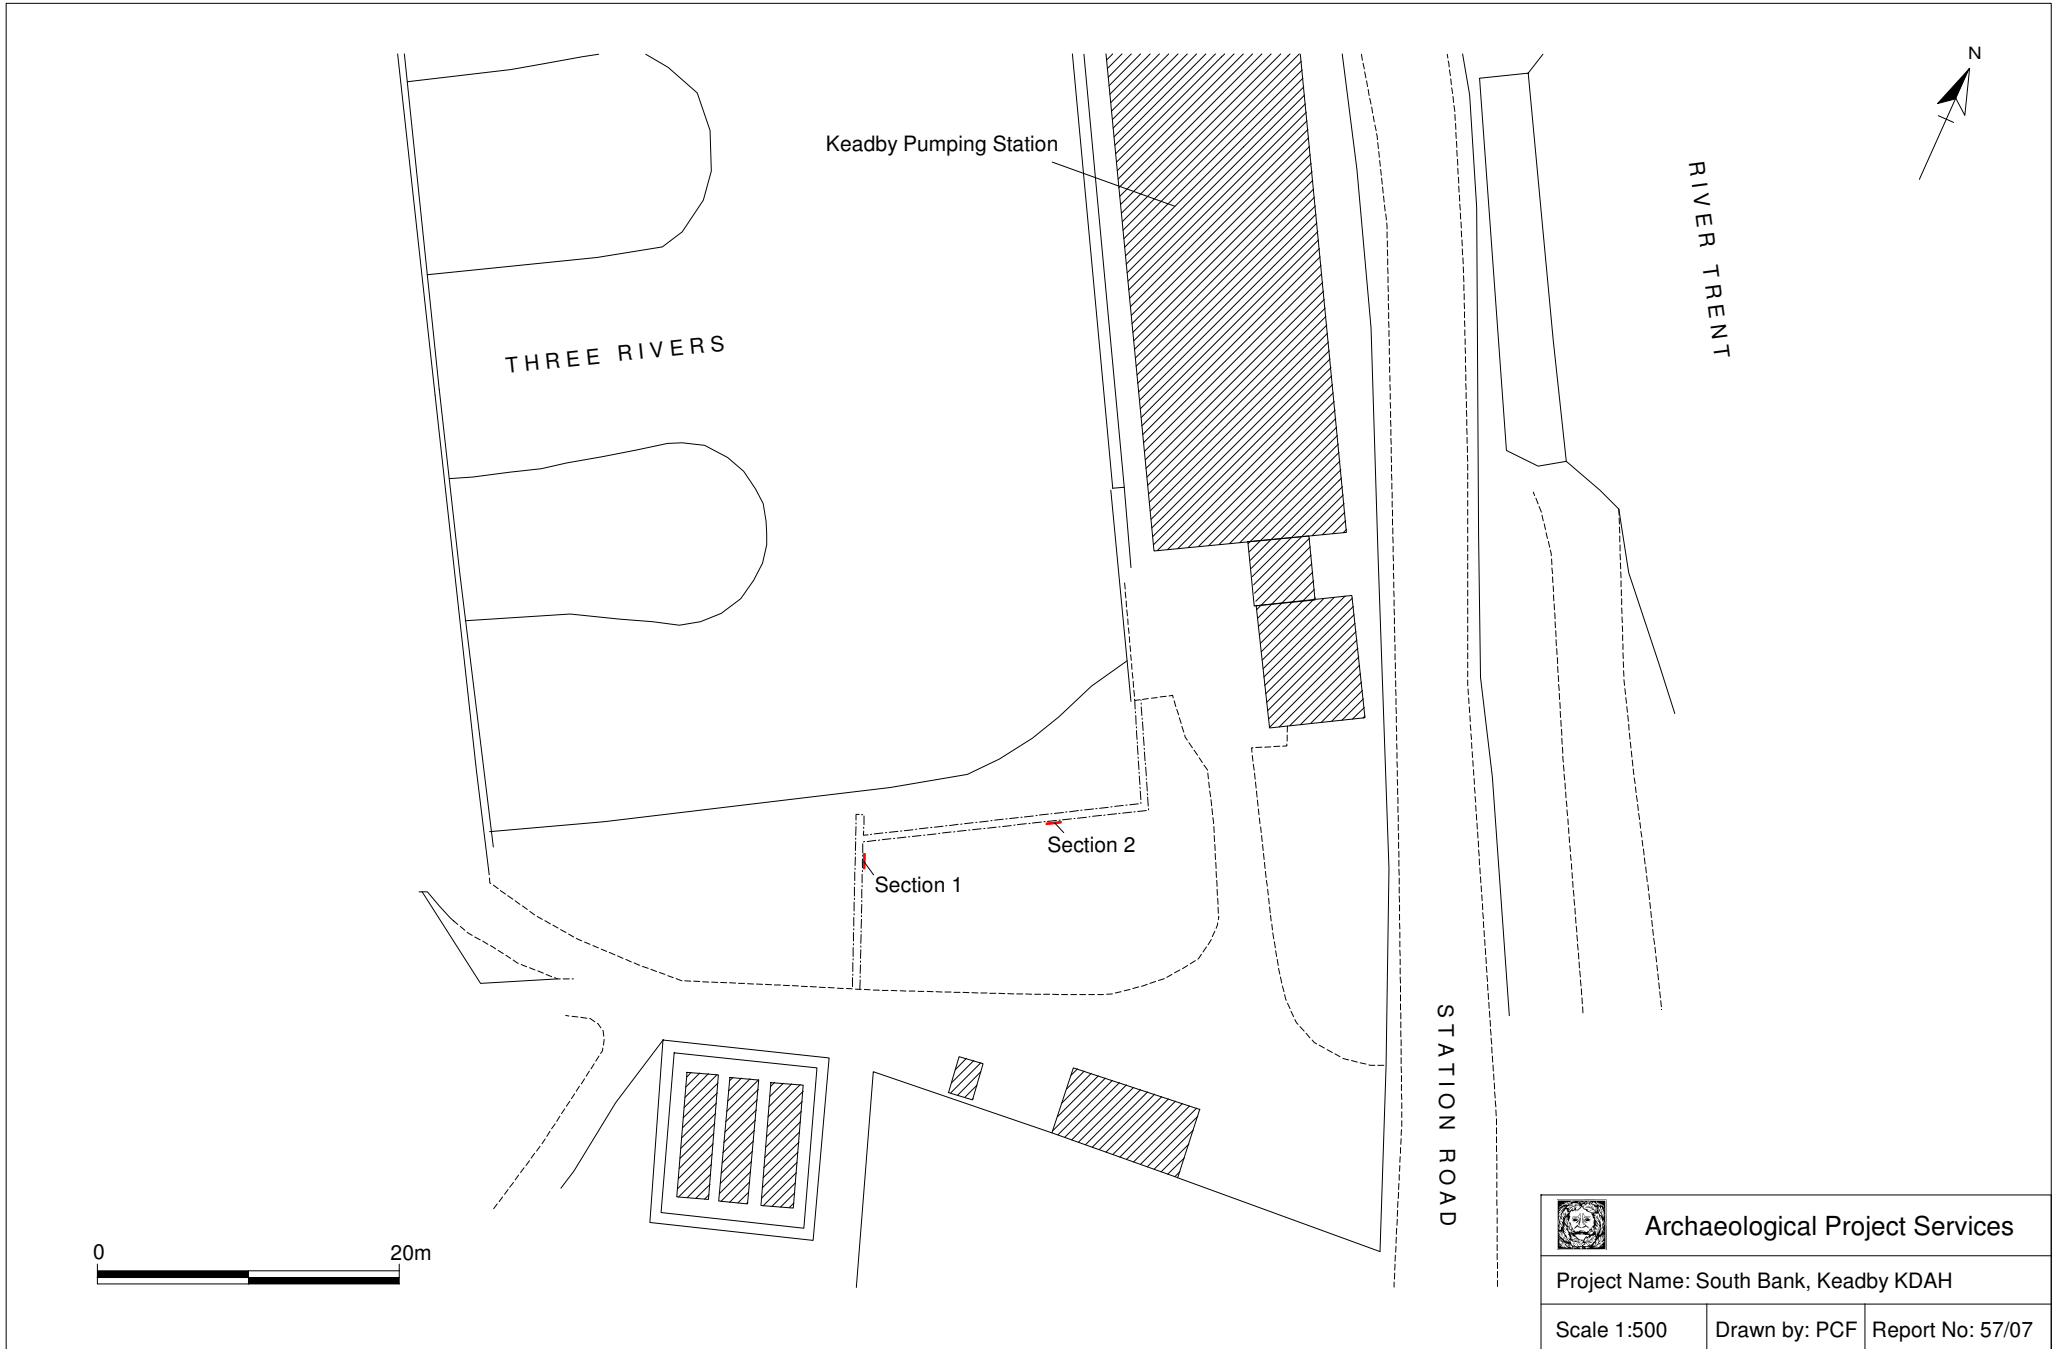 N
Keadby Pumping Station
RIVER TRENT
THREE RIVERS
Section 2
Section 1
STATION ROAD
0 20m
Archaeological Project Services
Project Name: South Bank, Keadby KDAH
Scale 1:500 Drawn by: PCF Report No: 57/07